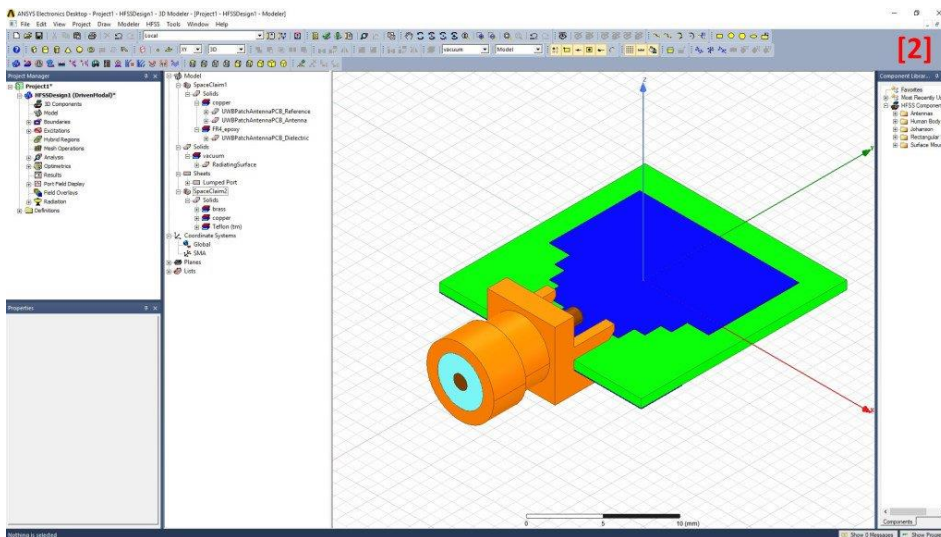 ANSYS Electronics Desktop - Project1 - HFSSDesign1 - 3D Modeler - [Project1 - HFSSDesign1 - Modeler]
File Edit View Project Draw Modeler HFSS Tools Window Help
Local
XY
3D
vacuum
Model
[2]
Project Manager
Project1*
HFSSDesign1 (DrivenModal)*
3D Components
Model
Boundaries
Excitations
Hybrid Regions
Mesh Operations
Analysis
Optimetrics
Results
Port Field Display
Field Overlays
Radiation
Definitions
Properties
Model
SpaceClaim1
Solids
copper
UWBPatchAntennaPCB_Reference
UWBPatchAntennaPCB_Antenna
FR4_epoxy
UWBPatchAntennaPCB_Dielectric
Solids
vacuum
RadiatingSurface
Sheets
Lumped Port
SpaceClaim2
Solids
brass
copper
Teflon (tm)
Coordinate Systems
Global
SMA
Planes
Lists
Z
0
5
10 (mm)
Component Librar...
Favorites
Most Recently Us
HFSS Component
Antennas
Human Body
Johanson
Rectangular
Surface Mou
Components
Nothing is selected
Show 0 Messages
Show Progre